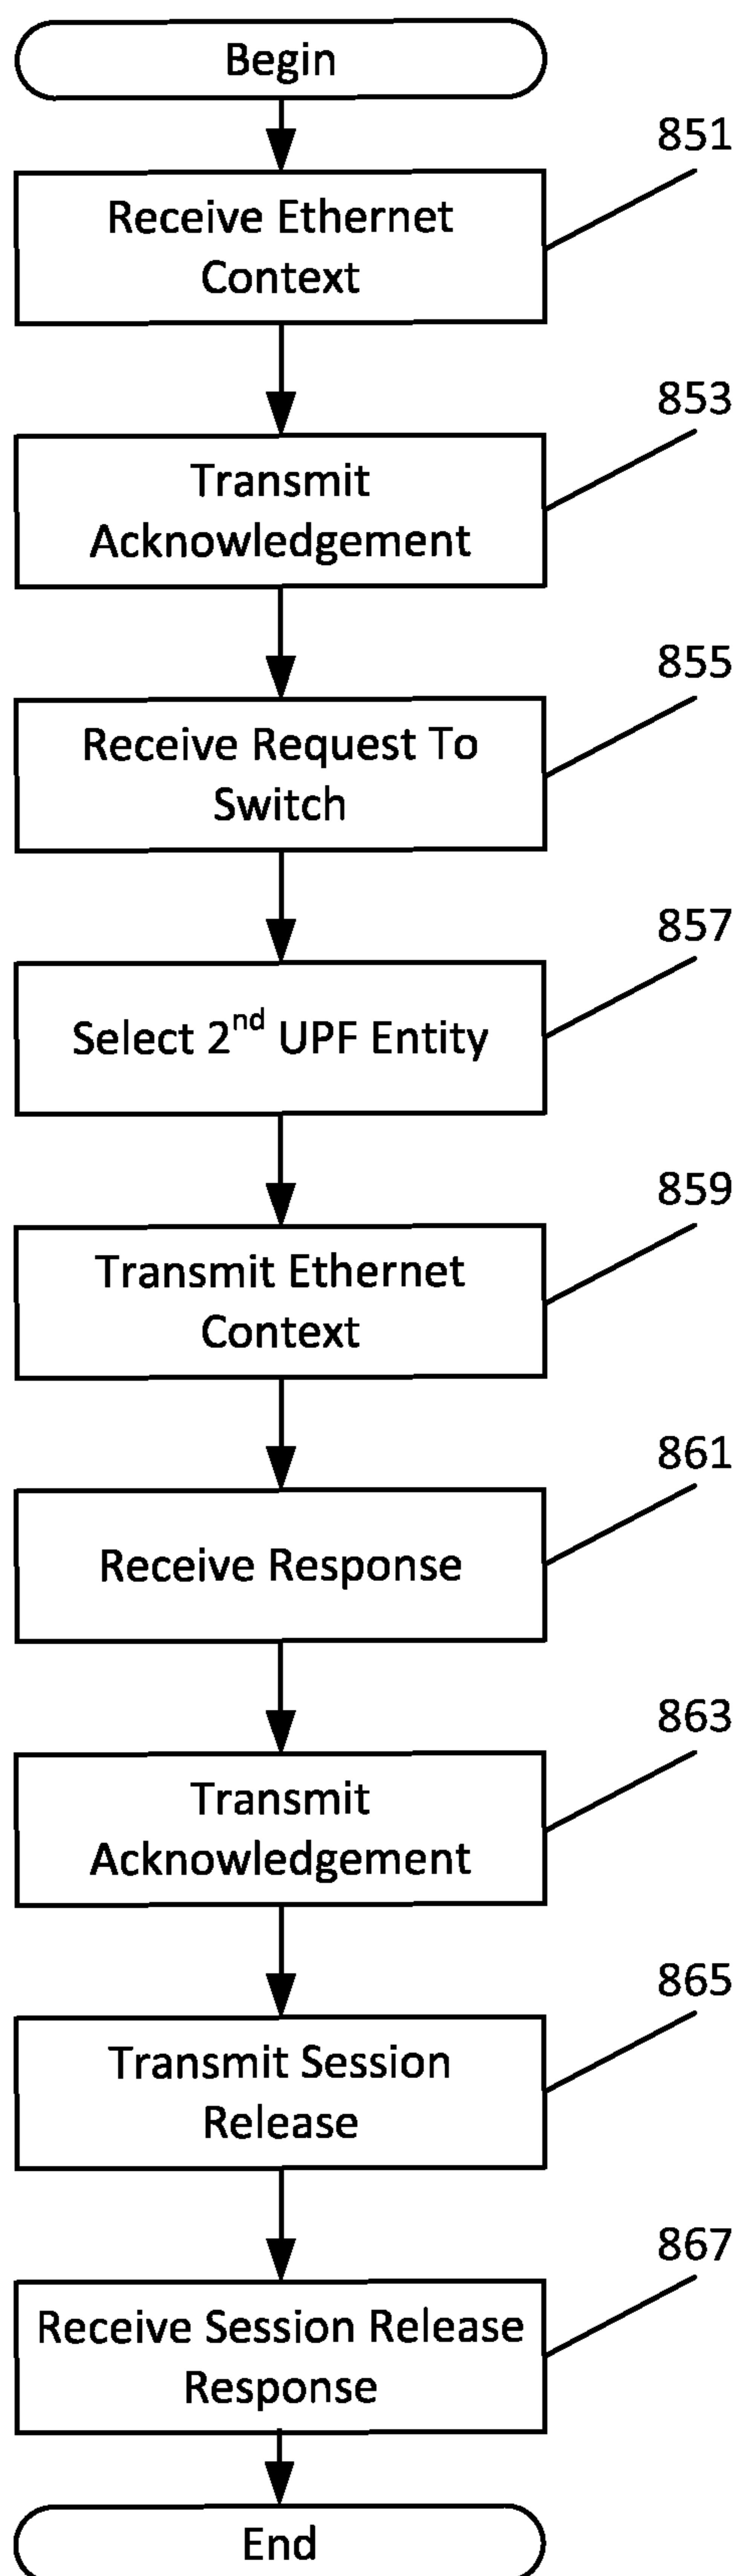 Begin
851
Receive Ethernet
Context
853
Transmit
Acknowledgement
855
Receive Request To
Switch
857
Select 2nd UPF Entity
859
Transmit Ethernet
Context
861
Receive Response
863
Transmit
Acknowledgement
865
Transmit Session
Release
867
Receive Session Release
Response
End